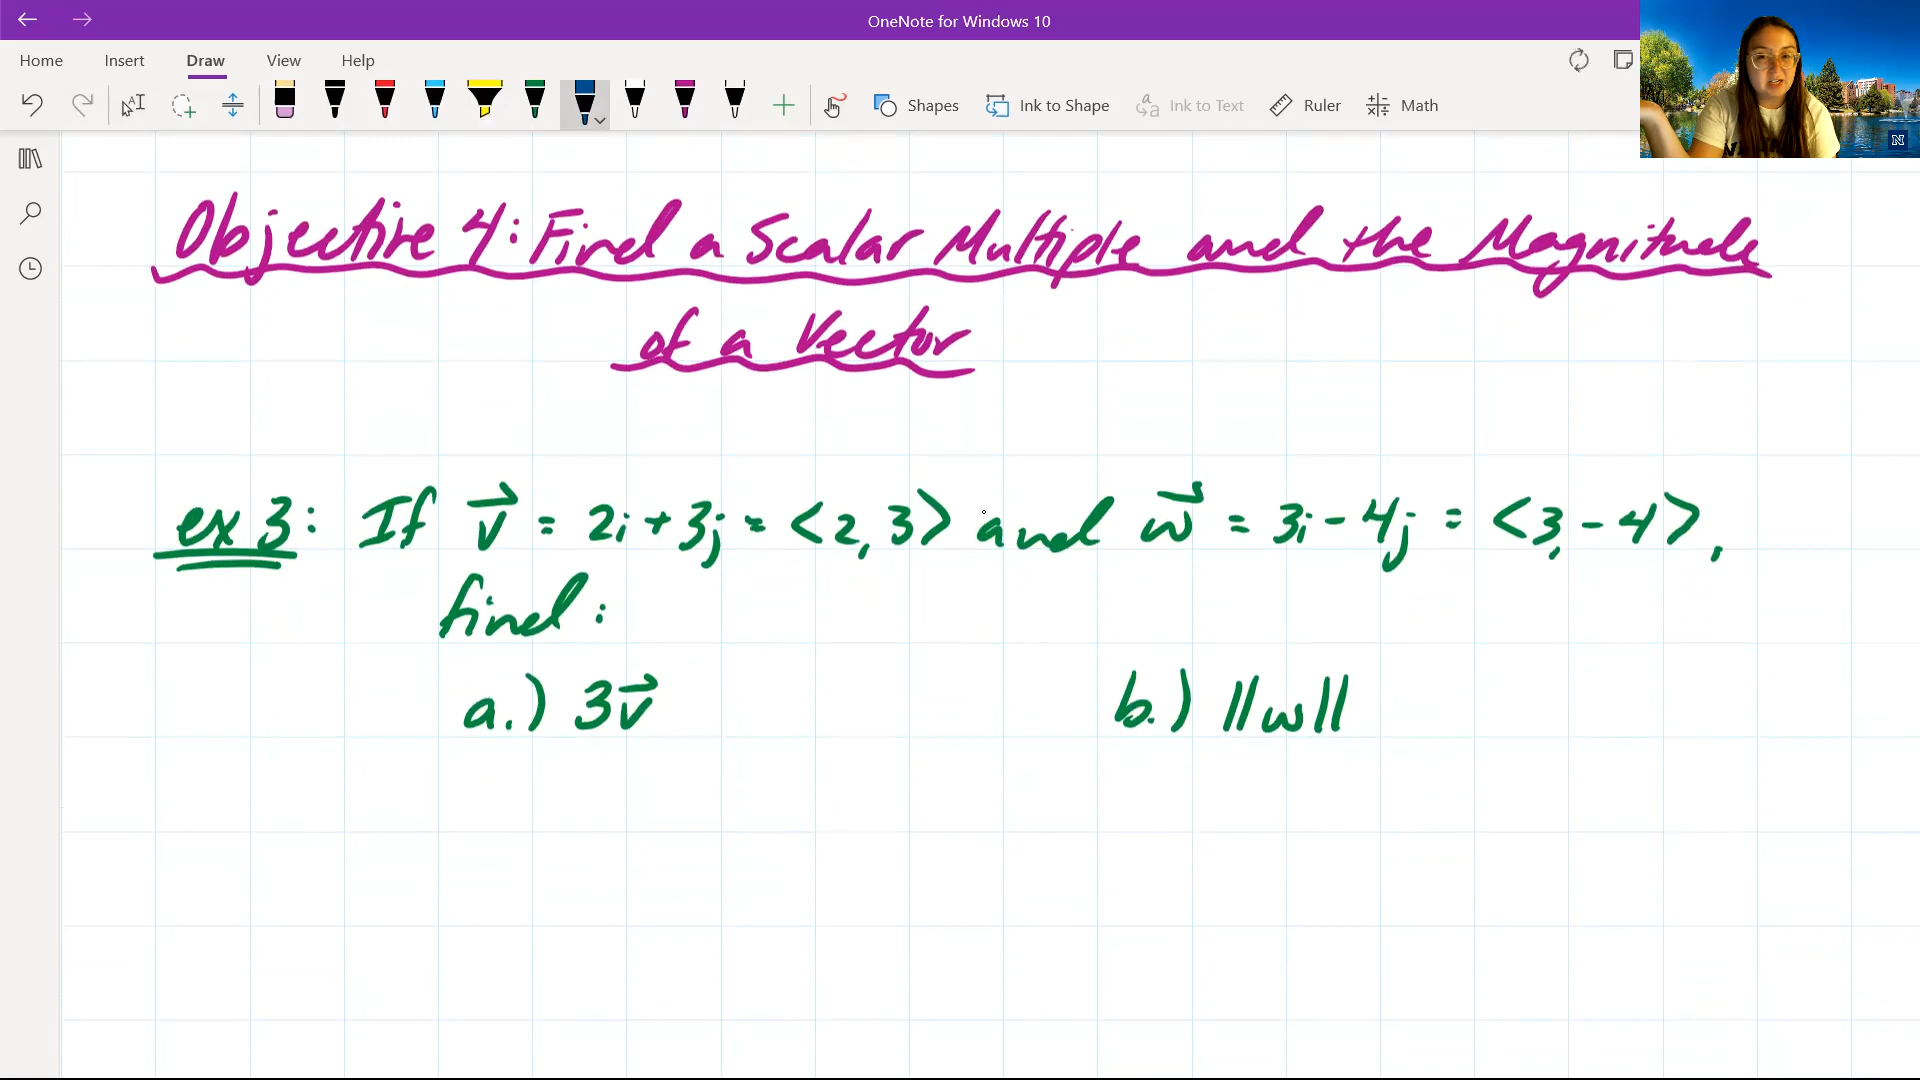 OneNote for Windows 10
Home Insert Draw View Help
Shapes Ink to Shape Ink to Text Ruler Math
N
Objective 4: Find a Scalar Multiple and the Magnitude
of a Vector
ex 3: If v⃗ = 2i + 3j = <2, 3> and w⃗ = 3i - 4j = <3, -4>,
find:
a.) 3v⃗ b.) ||w||